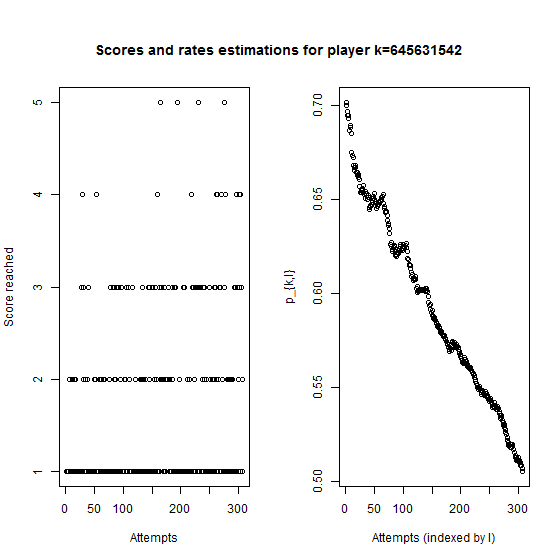 Scores and rates estimations for player k=645631542
Score reached
5
4
3
2
1
0 50 100 200 300
Attempts
p_{k,l}
0.70
0.65
0.60
0.55
0.50
0 50 100 200 300
Attempts (indexed by l)